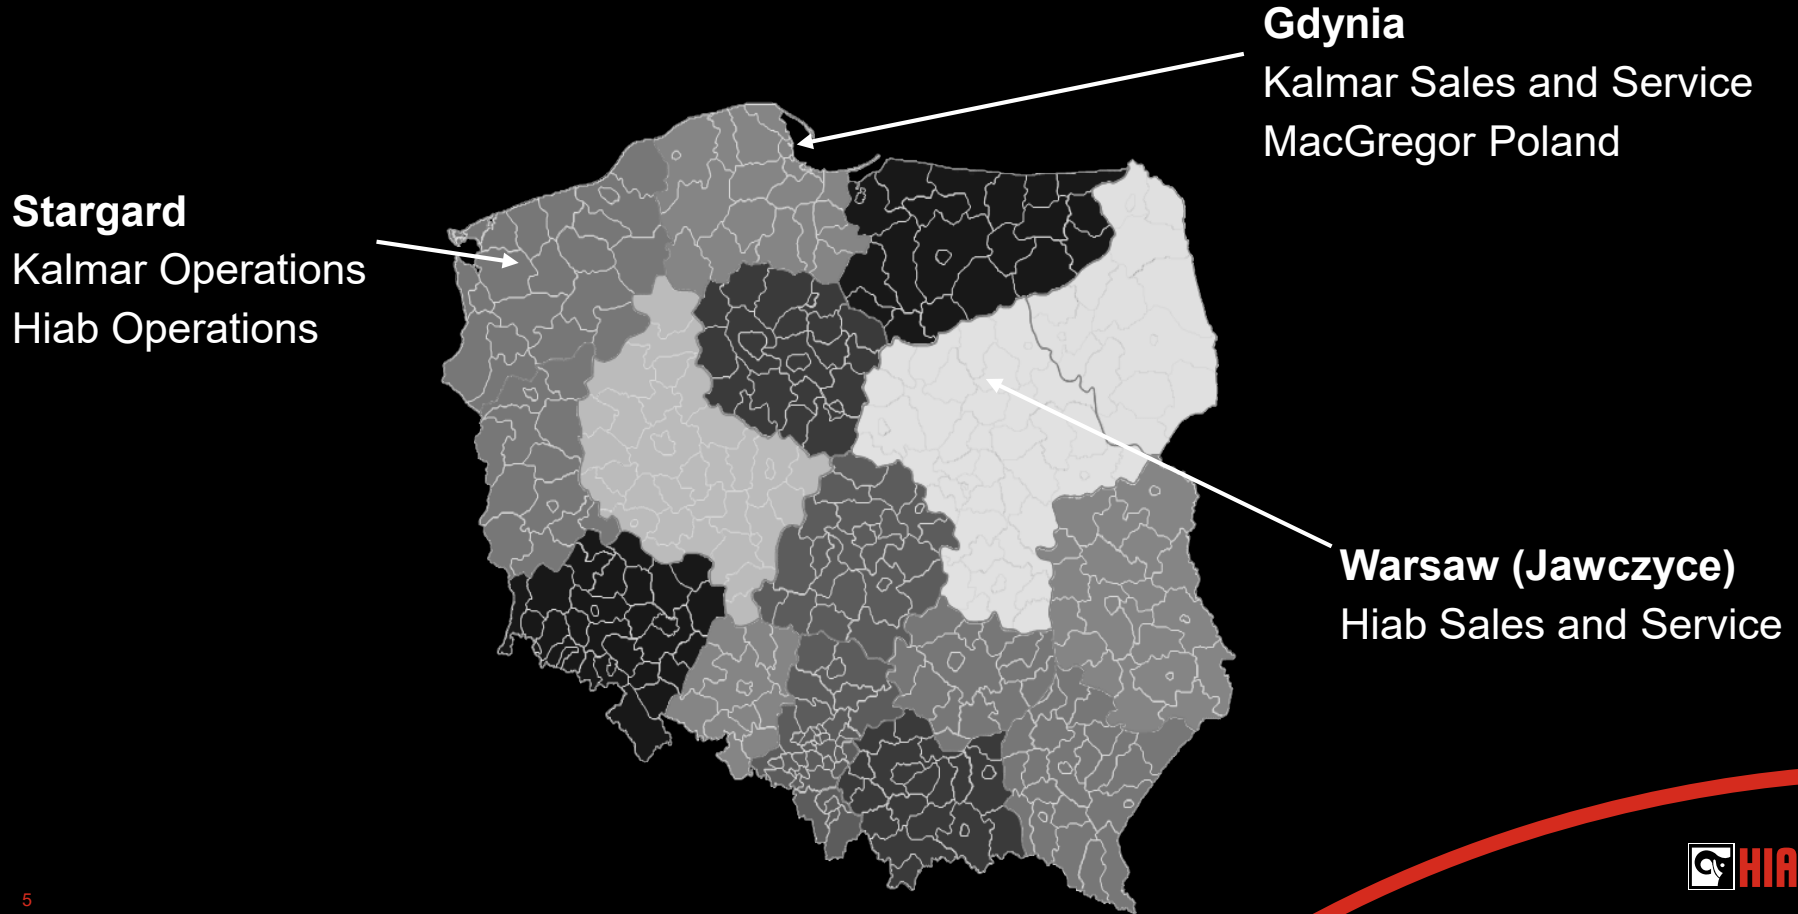 Gdynia
Kalmar Sales and Service
MacGregor Poland
Stargard
Kalmar Operations
Hiab Operations
Warsaw (Jawczyce)
Hiab Sales and Service
HIA
5